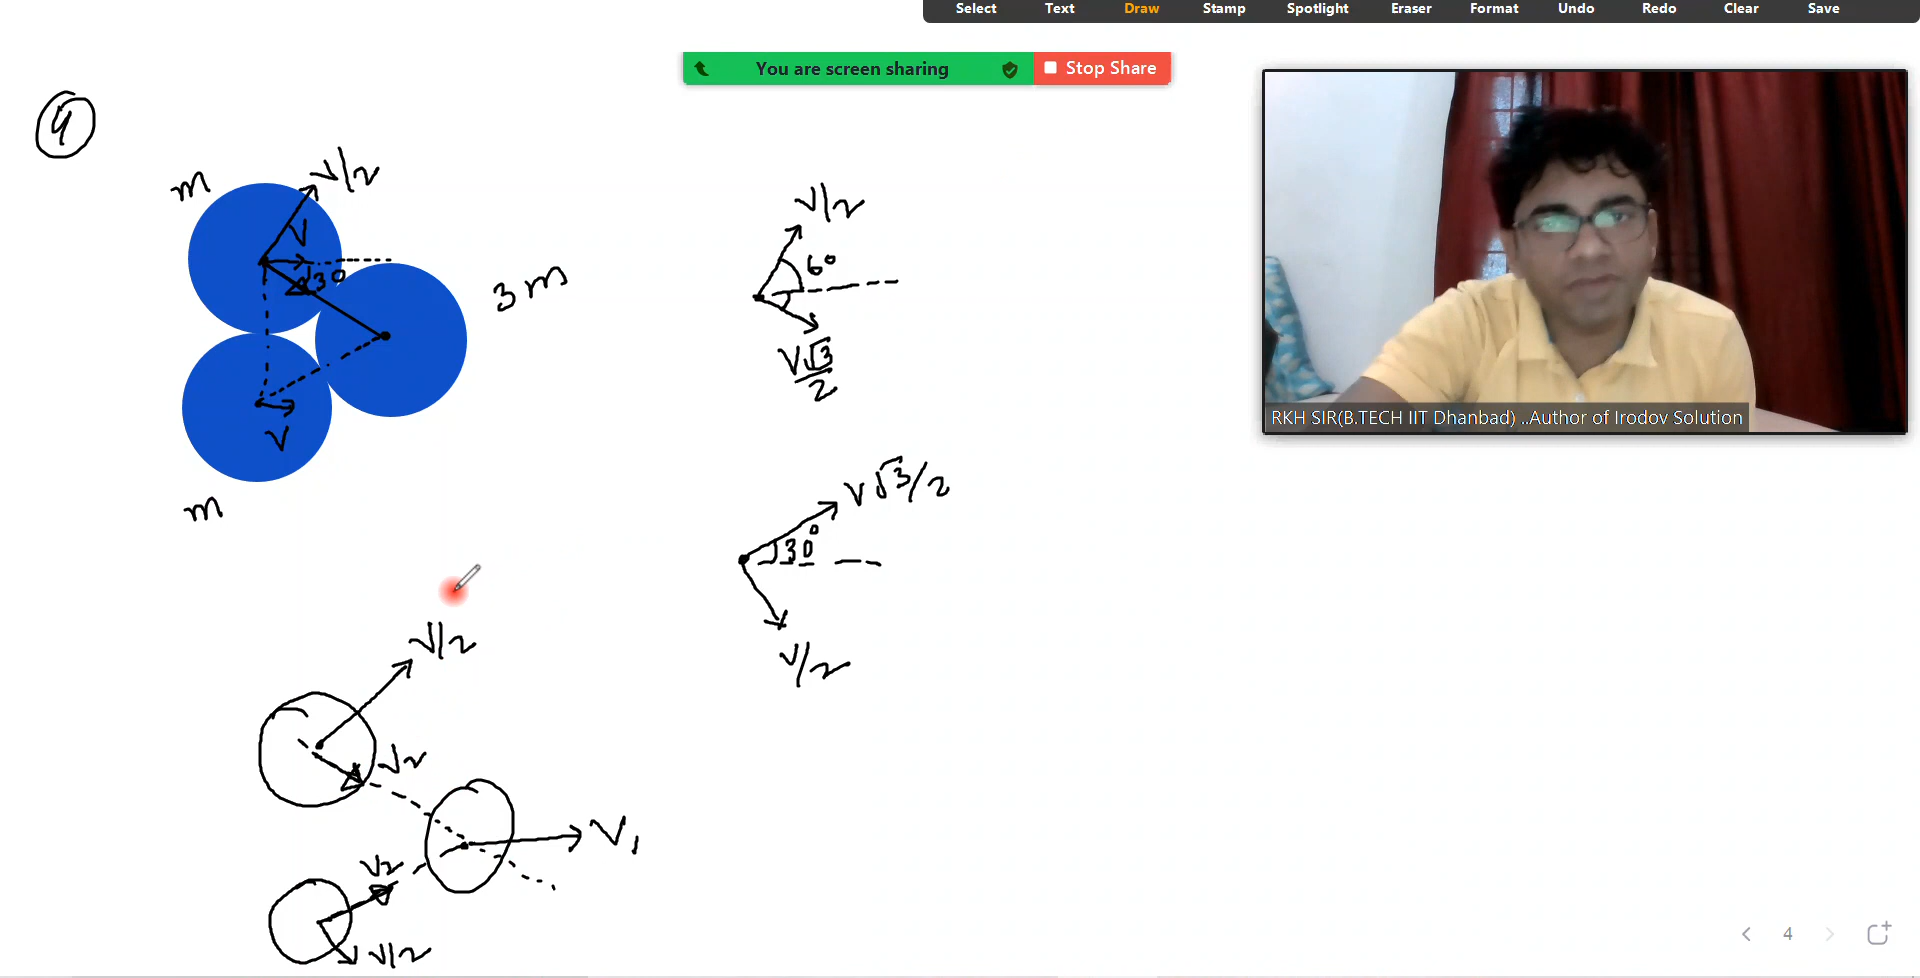 Select Text Draw Stamp Spotlight Eraser Format Undo Redo Clear Save
You are screen sharing Stop Share
4
m
V/2
V
30
3m
V
m
V/2
60
V√3/2
V√3/2
30°
V/2
V/2
V2
V1
V2
V/2
RKH SIR(B.TECH IIT Dhanbad) ..Author of Irodov Solution
4